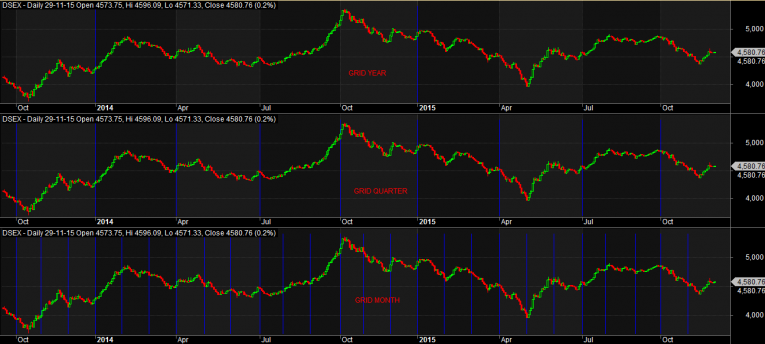 DSEX - Daily 29-11-15 Open 4573.75, Hi 4596.09, Lo 4571.33, Close 4580.76 (0.2%)
5,000
4,580.76
4,580.76
GRID YEAR
4,000
Oct 2014 Apr Jul Oct 2015 Apr Jul Oct
DSEX - Daily 29-11-15 Open 4573.75, Hi 4596.09, Lo 4571.33, Close 4580.76 (0.2%)
5,000
4,580.76
4,580.76
GRID QUARTER
4,000
Oct 2014 Apr Jul Oct 2015 Apr Jul Oct
DSEX - Daily 29-11-15 Open 4573.75, Hi 4596.09, Lo 4571.33, Close 4580.76 (0.2%)
5,000
4,580.76
4,580.76
GRID MONTH
4,000
Oct 2014 Apr Jul Oct 2015 Apr Jul Oct